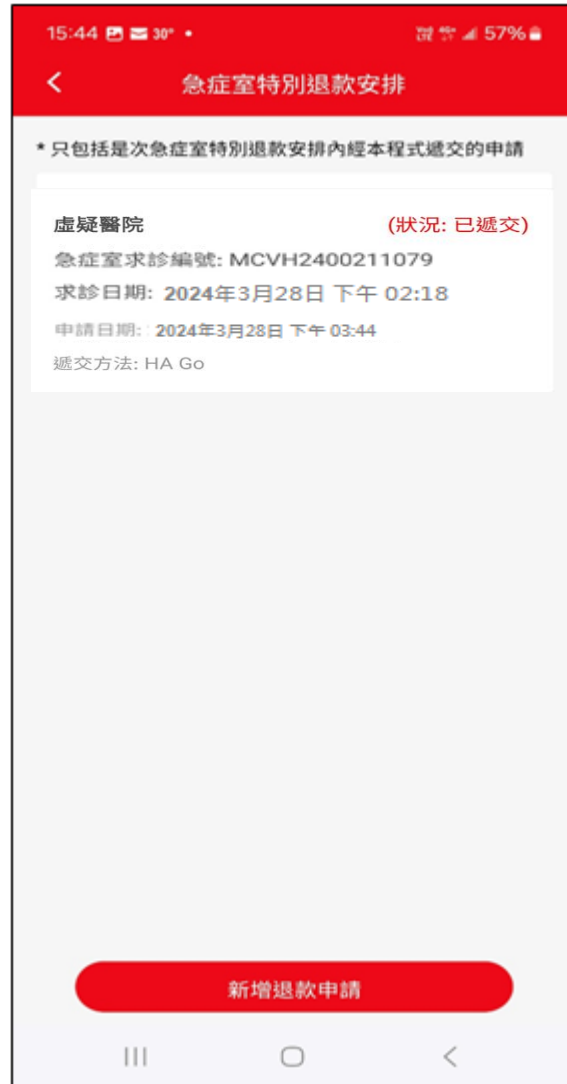 15:44 30° • 57%
急症室特別退款安排
* 只包括是次急症室特別退款安排內經本程式遞交的申請
虛疑醫院 (狀況: 已遞交)
急症室求診編號: MCVH2400211079
求診日期: 2024年3月28日 下午 02:18
申請日期: 2024年3月28日 下午 03:44
遞交方法: HA Go
新增退款申請